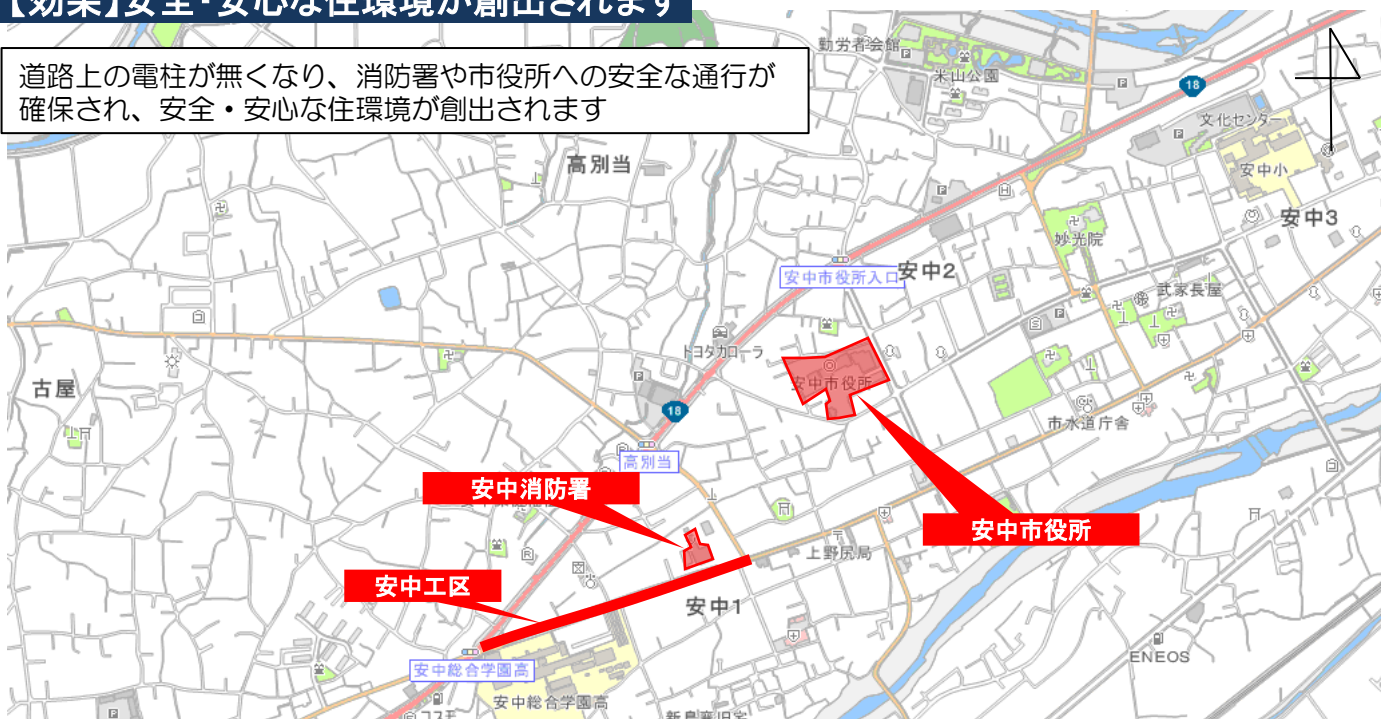 【効果】安全・安心な住環境が創出されます
道路上の電柱が無くなり、消防署や市役所への安全な通行が
確保され、安全・安心な住環境が創出されます
勤労者会館
米山公園
18
文化センター
安中小
安中3
高別当
妙光院
安中市役所入口
安中2
武家長屋
トヨタカローラ
安中市役所
古屋
18
市水道庁舎
高別当
安中消防署
安中市役所
上野尻局
安中工区
安中1
ENEOS
安中総合学園高
安中総合学園高
コスモ